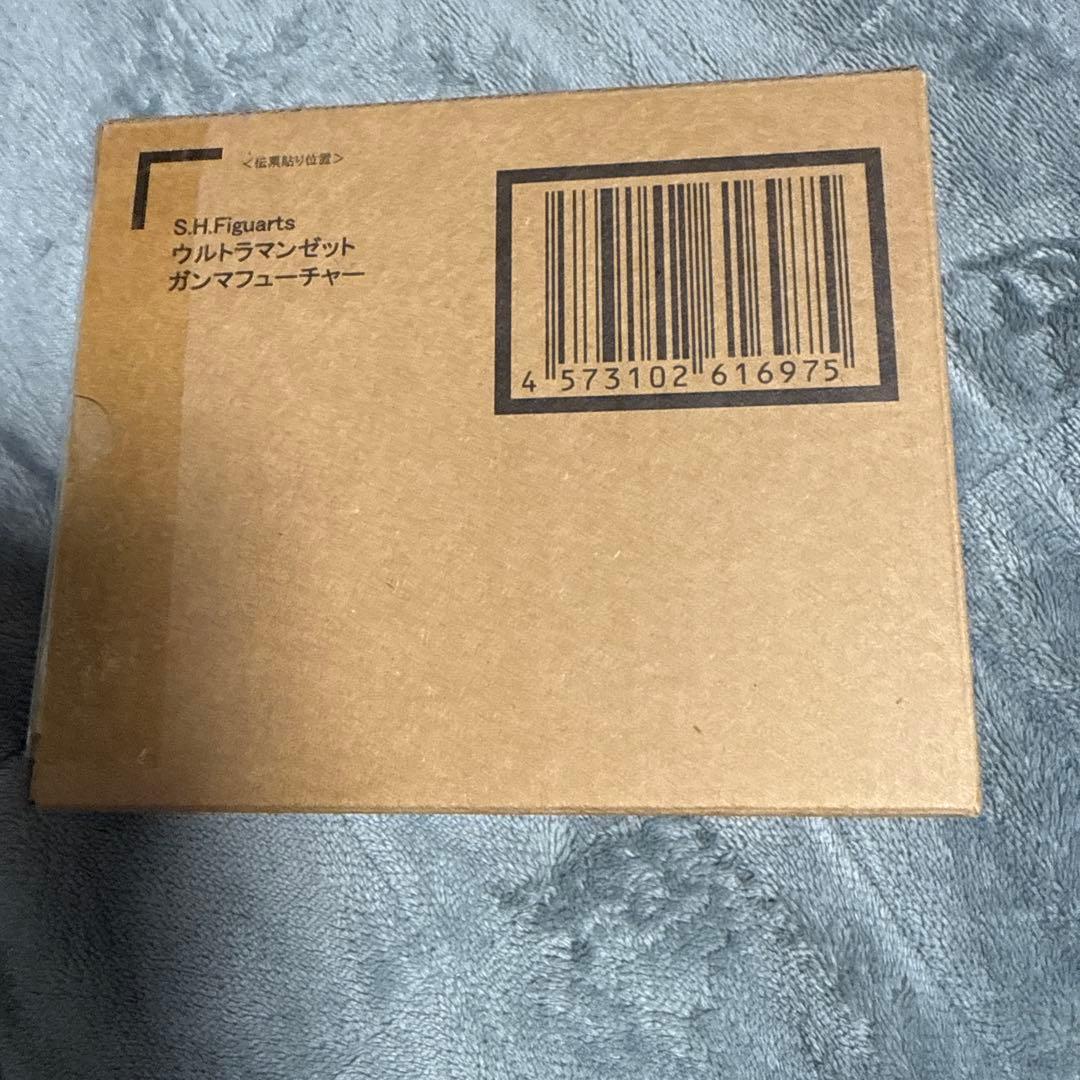 <伝票貼り位置>
S.H.Figuarts
ウルトラマンゼット
ガンマフューチャー
4 573102 616975